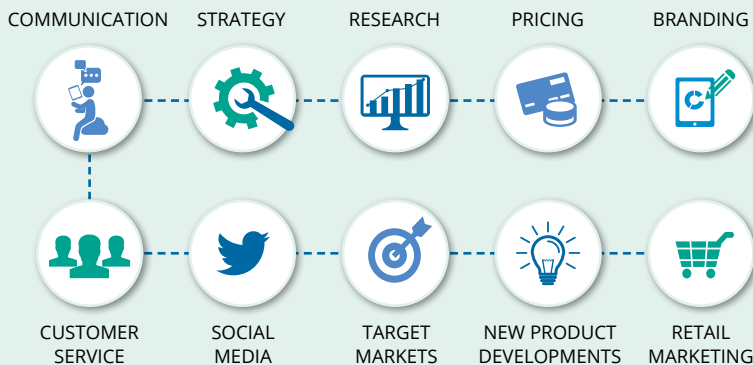 COMMUNICATION
STRATEGY
RESEARCH
PRICING
BRANDING
CUSTOMER
SERVICE
SOCIAL
MEDIA
TARGET
MARKETS
NEW PRODUCT
DEVELOPMENTS
RETAIL
MARKETING